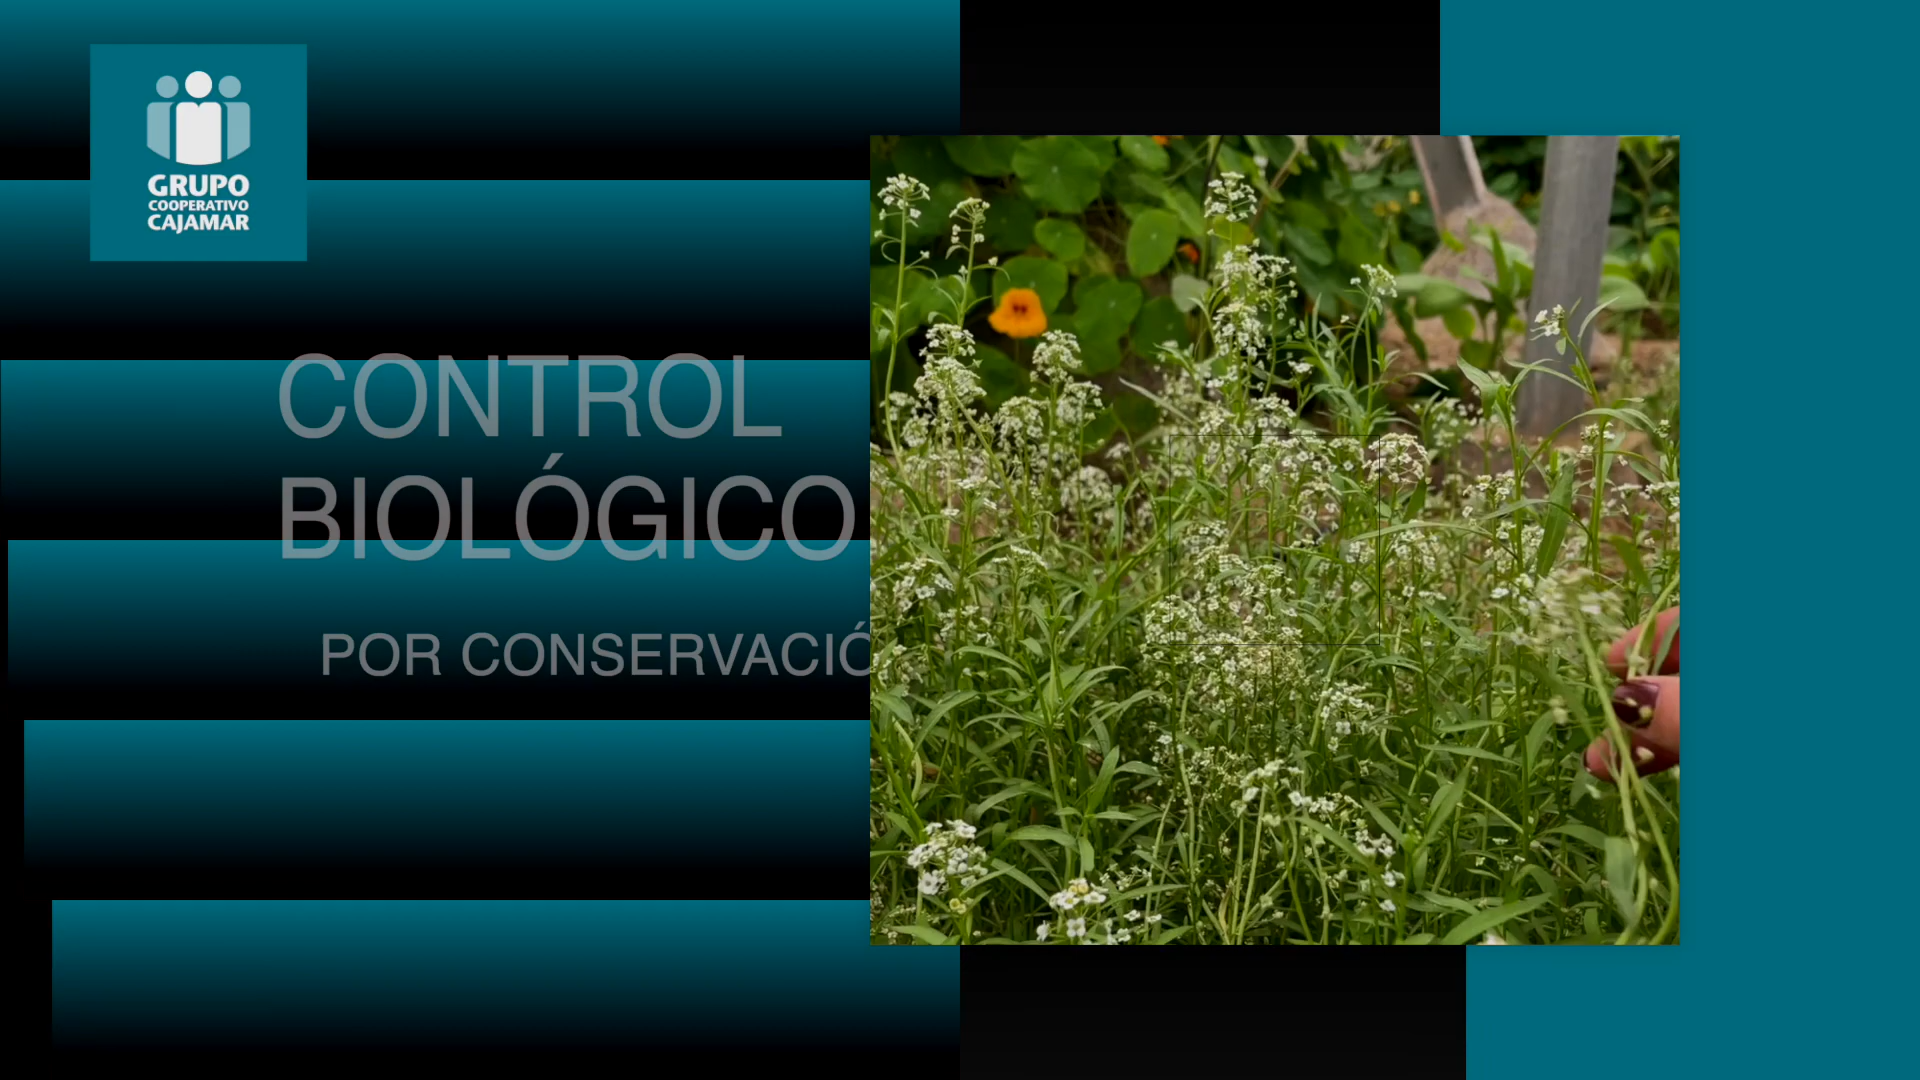 GRUPO
COOPERATIVO
CAJAMAR
CONTROL
BIOLÓGICO
POR CONSERVACIÓ